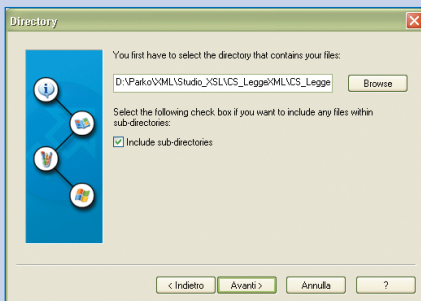 Directory
You first have to select the directory that contains your files:
D:\Parko\XML\Studio_XSL\CS_LeggeXML\CS_Legge
Browse
Select the following check box if you want to include any files within
sub-directories:
Include sub-directories
< Indietro
Avanti >
Annulla
?